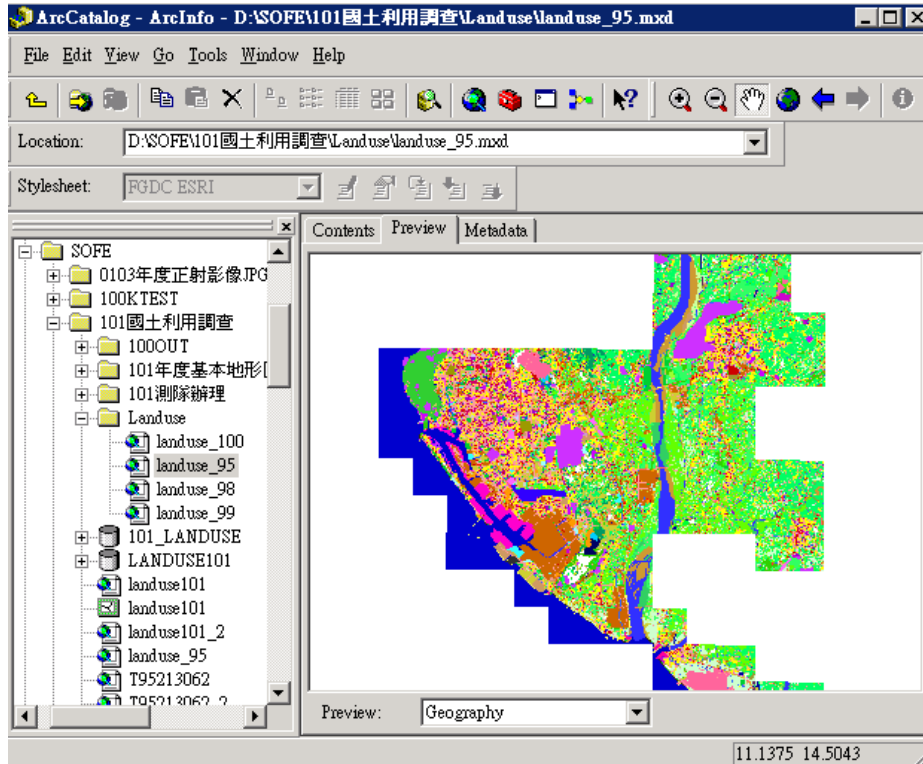 ArcCatalog - ArcInfo - D:\SOFE\101國土利用調查\Landuse\landuse_95.mxd
File Edit View Go Tools Window Help
Location: D:\SOFE\101國土利用調查\Landuse\landuse_95.mxd
Stylesheet: FGDC ESRI
Contents Preview Metadata
SOFE
0103年度正射影像JPG
100KTEST
101國土利用調查
100OUT
101年度基本地形
101測隊辦理
Landuse
landuse_100
landuse_95
landuse_98
landuse_99
101_LANDUSE
LANDUSE101
landuse101
landuse101
landuse101_2
landuse_95
T95213062
T95213062_2
Preview: Geography
11.1375 14.5043